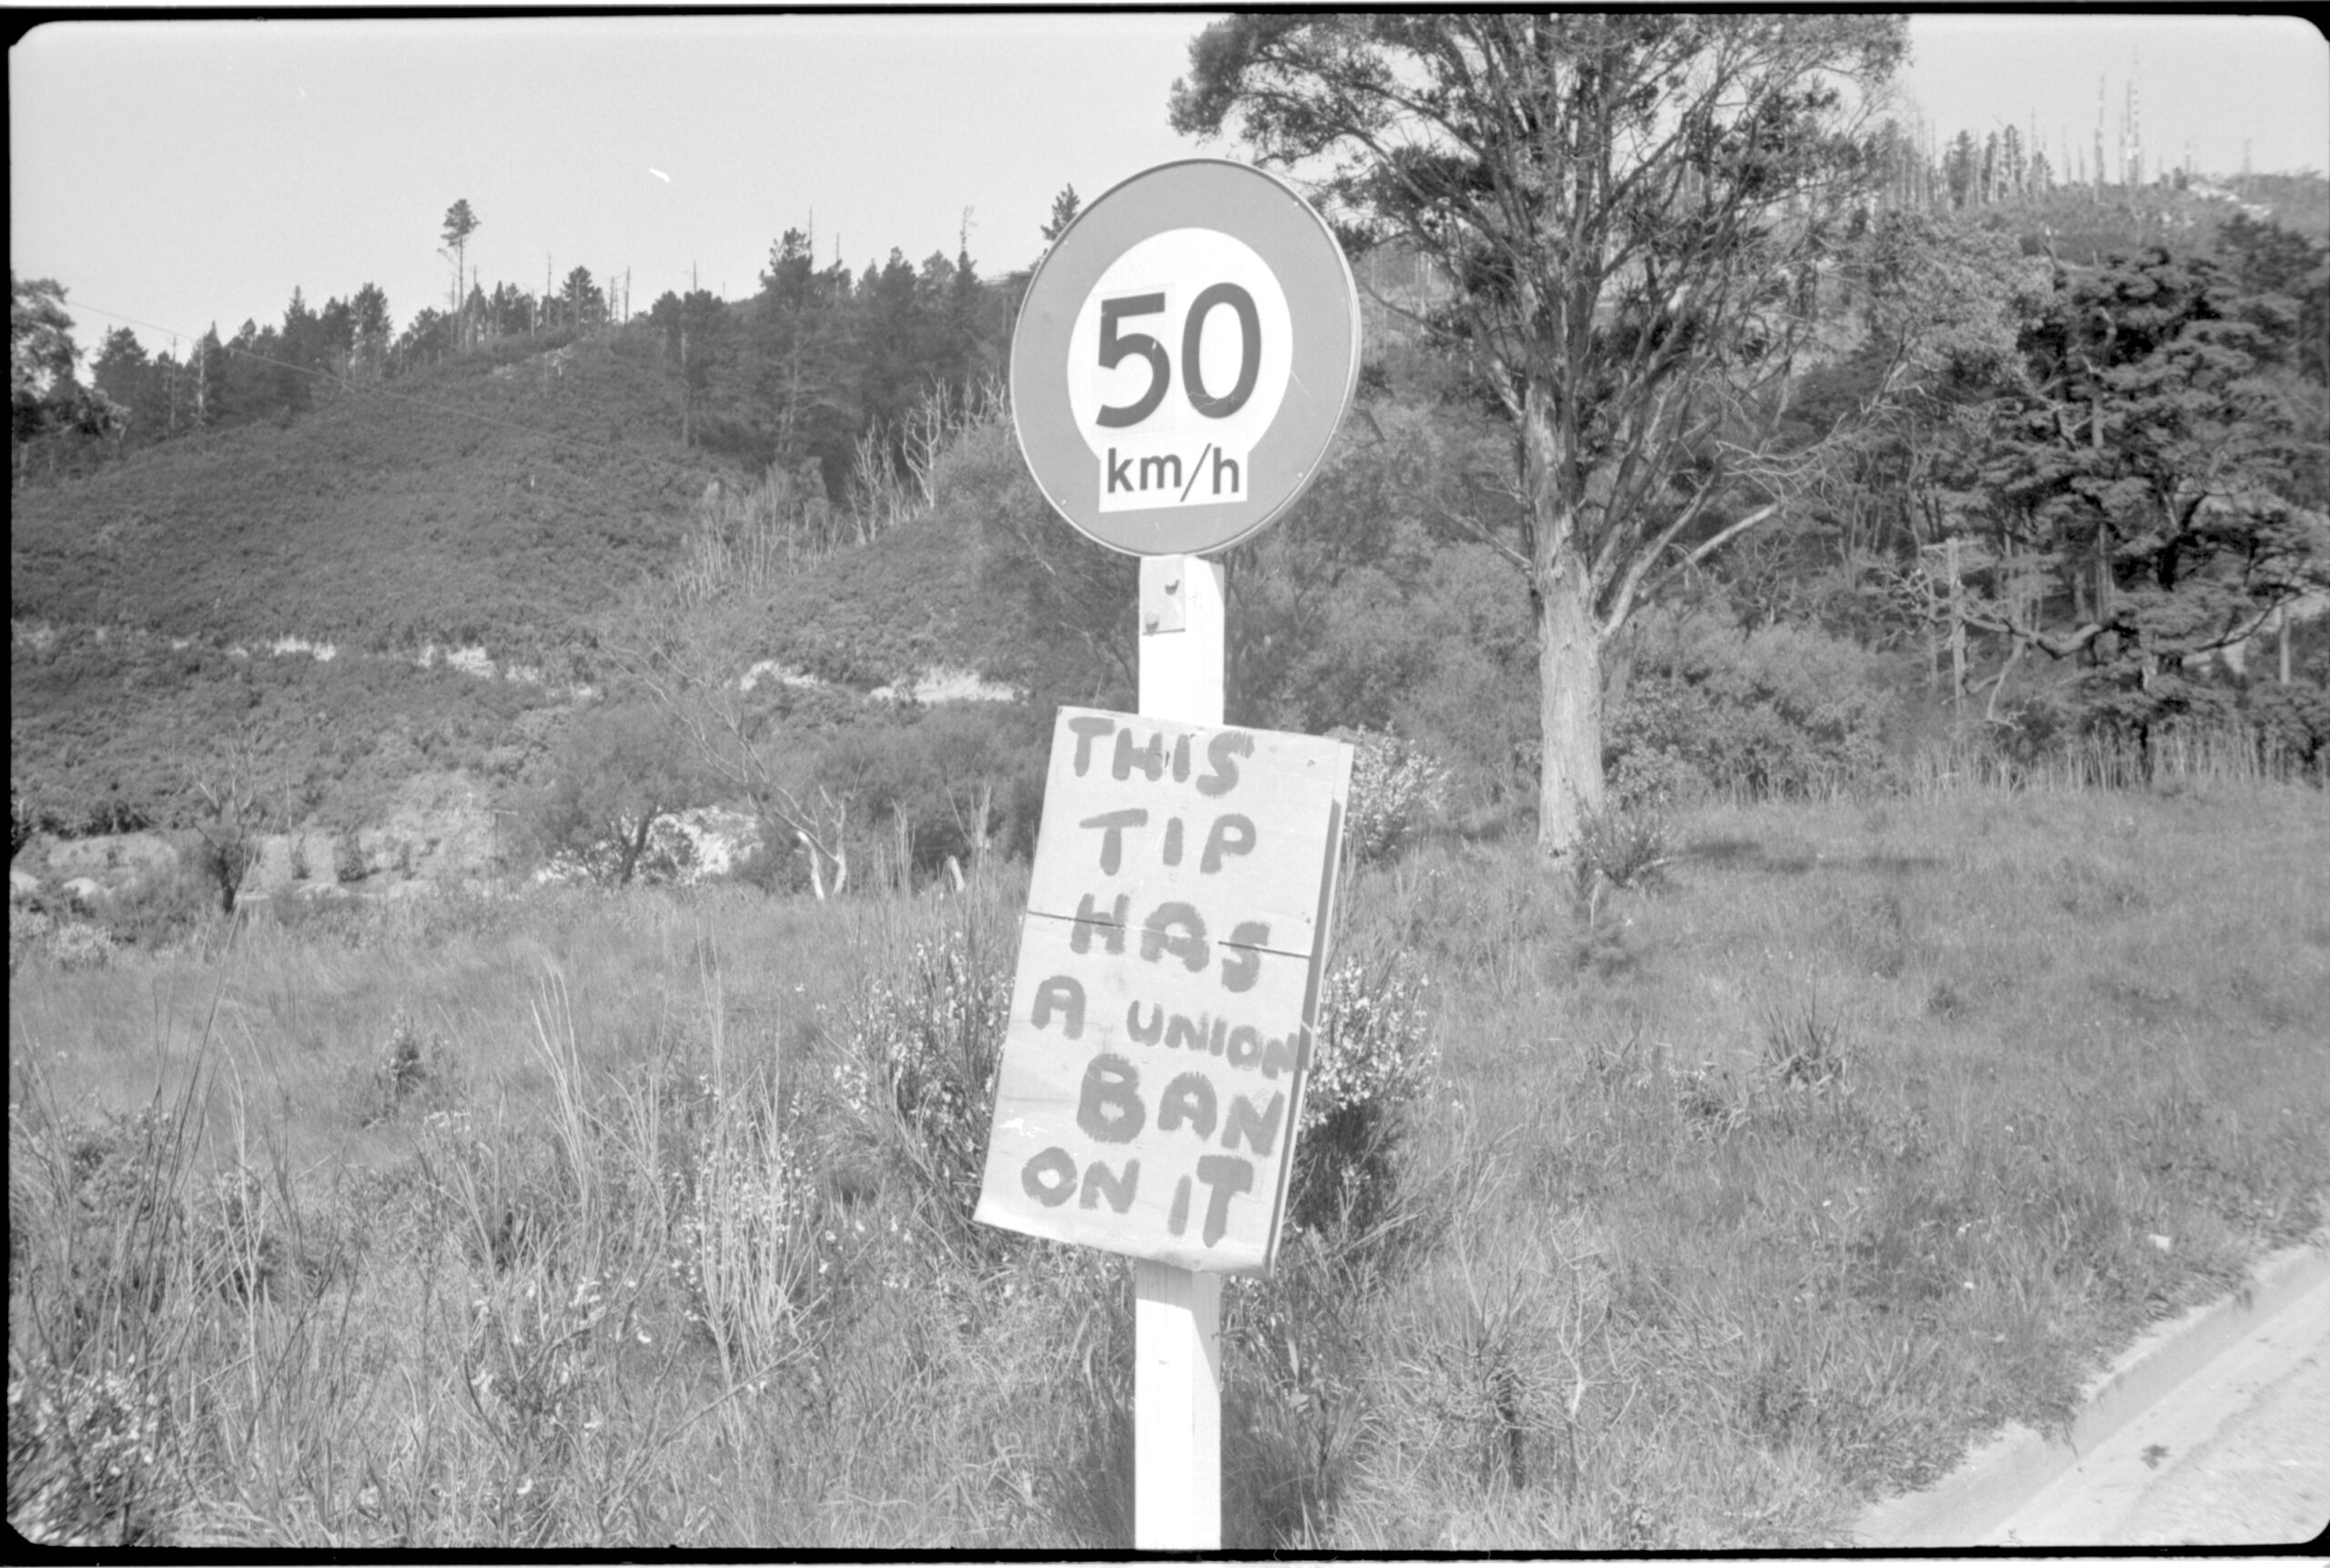 50
km/h
THIS
TIP
HAS
A UNION
BAN
ON IT